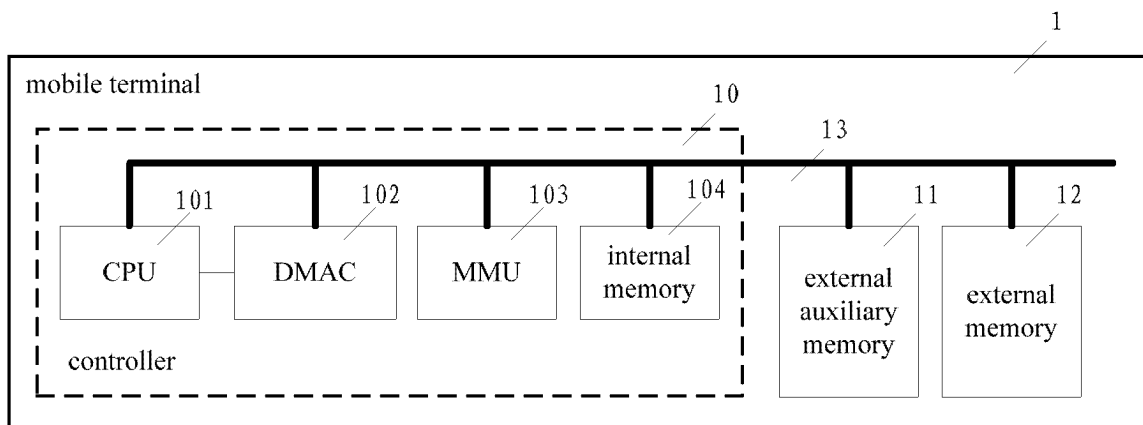 1
mobile terminal
10
13
101
102
103
104
11
12
CPU
DMAC
MMU
internal
memory
external
auxiliary
memory
external
memory
controller